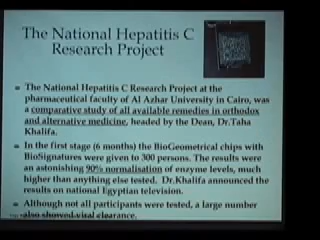 The National Hepatitis C
Research Project
The National Hepatitis C Research Project at the
pharmaceutical faculty of Al Azhar University in Cairo, was
a comparative study of all available remedies in orthodox
and alternative medicine, headed by the Dean, Dr.Taha
Khalifa.
In the first stage (6 months) the BioGeometrical chips with
BioSignatures were given to 300 persons. The results were
an astonishing 90% normalisation of enzyme levels, much
higher than anything else tested. Dr.Khalifa announced the
results on national Egyptian television.
Although not all participants were tested, a large number
also showed viral clearance.